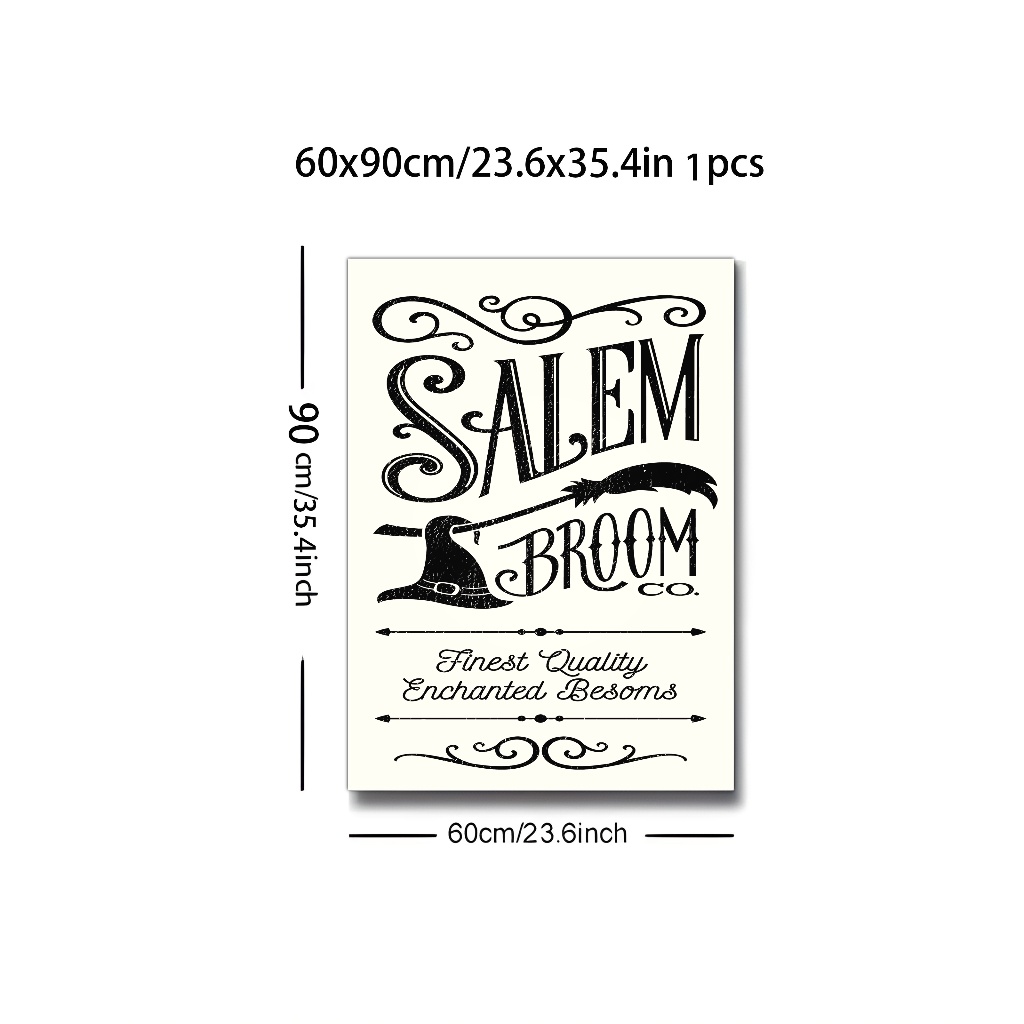 60x90cm/23.6x35.4in 1pcs
90 cm/35.4inch
SALEM
BROOM
CO.
Finest Quality
Enchanted Besoms
60cm/23.6inch